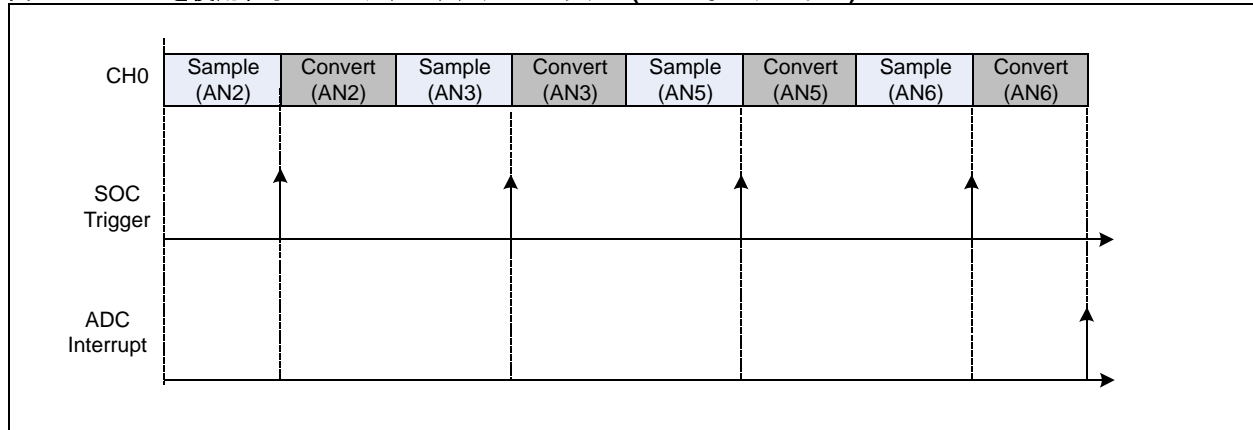 CH0
Sample
(AN2)
Convert
(AN2)
Sample
(AN3)
Convert
(AN3)
Sample
(AN5)
Convert
(AN5)
Sample
(AN6)
Convert
(AN6)
SOC
Trigger
ADC
Interrupt